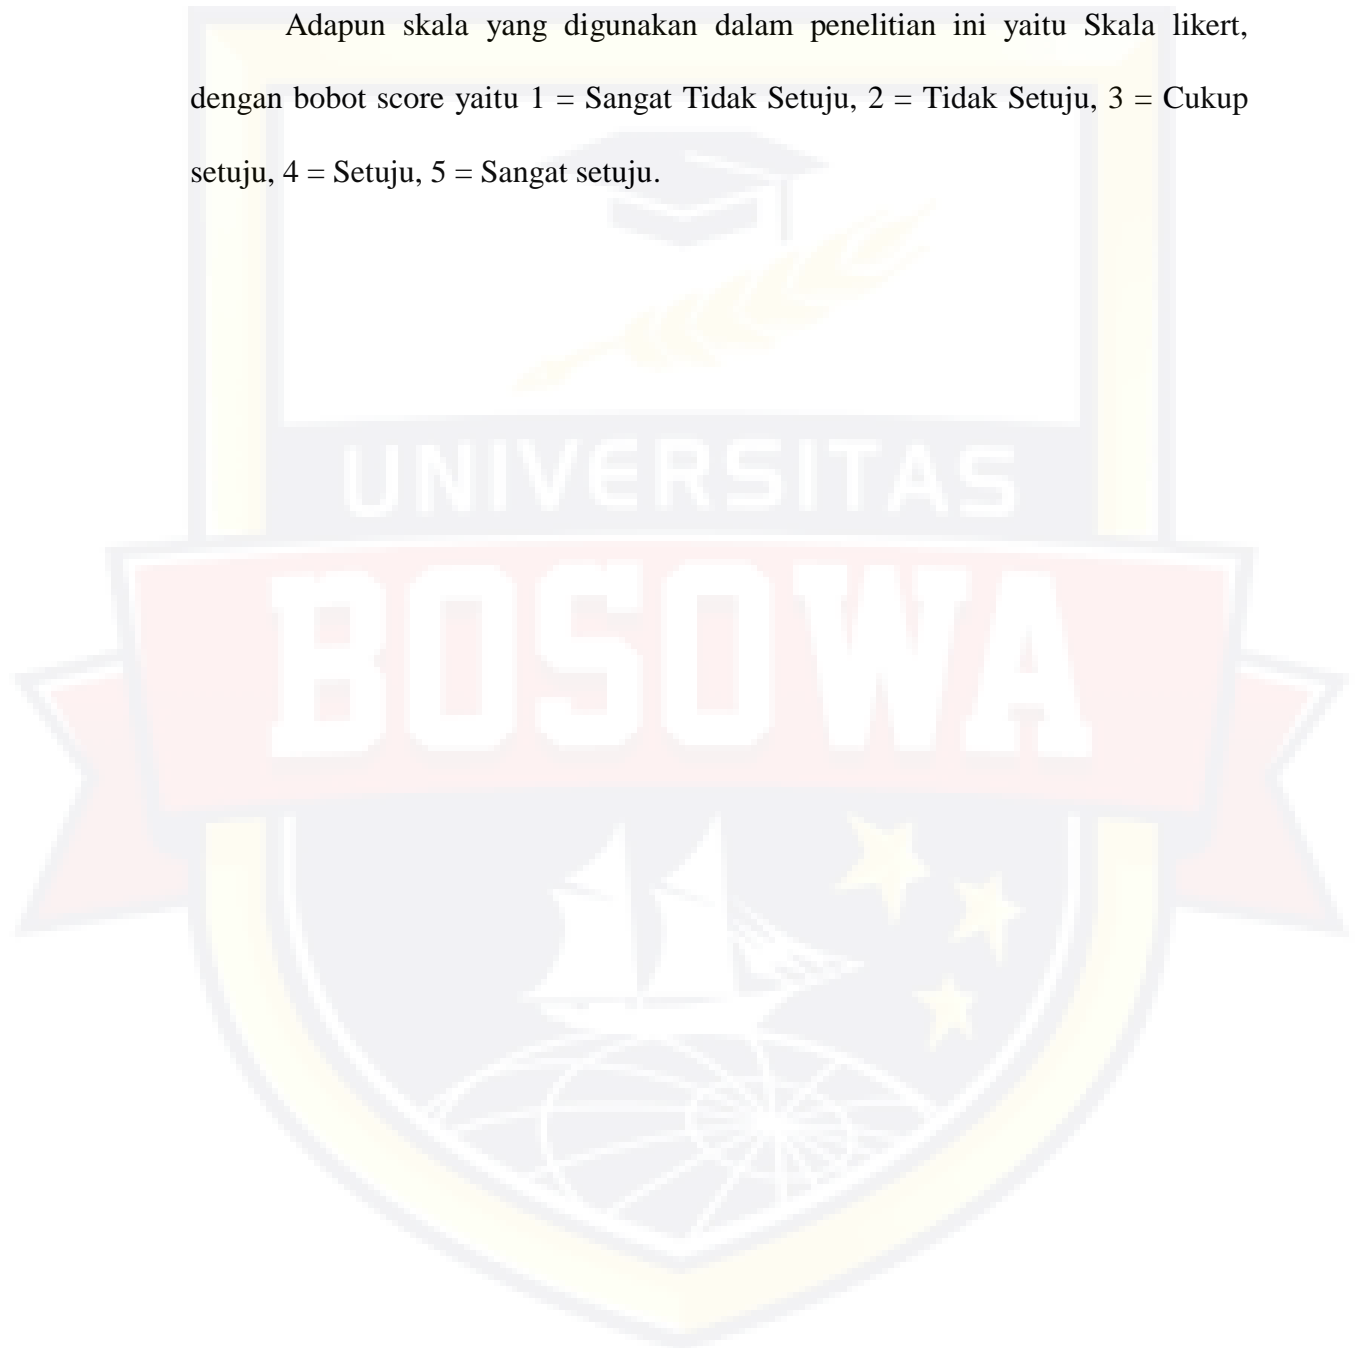 Adapun skala yang digunakan dalam penelitian ini yaitu Skala likert,
dengan bobot score yaitu 1 = Sangat Tidak Setuju, 2 = Tidak Setuju, 3 = Cukup
setuju, 4 = Setuju, 5 = Sangat setuju.
UNIVERSITAS
BOSOWA